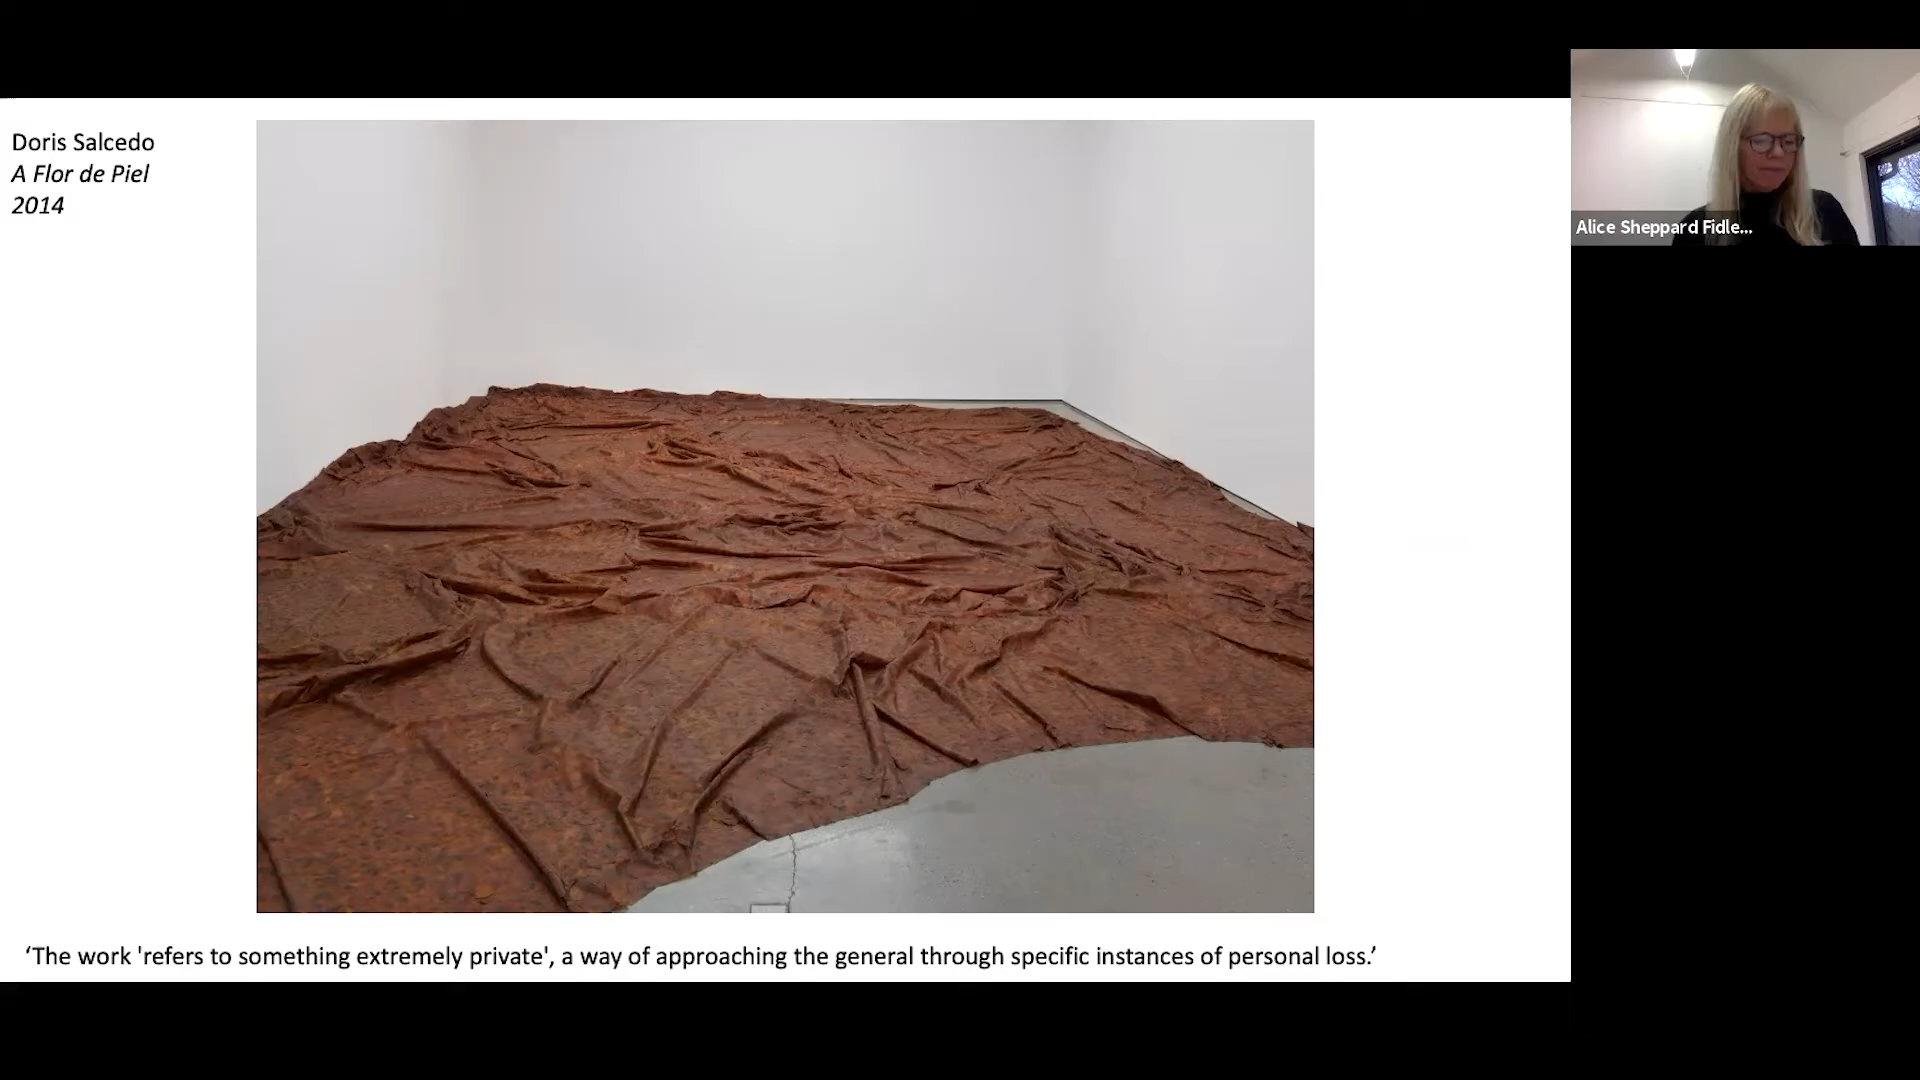 Doris Salcedo
A Flor de Piel
2014
Alice Sheppard Fidle...
‘The work 'refers to something extremely private', a way of approaching the general through specific instances of personal loss.’